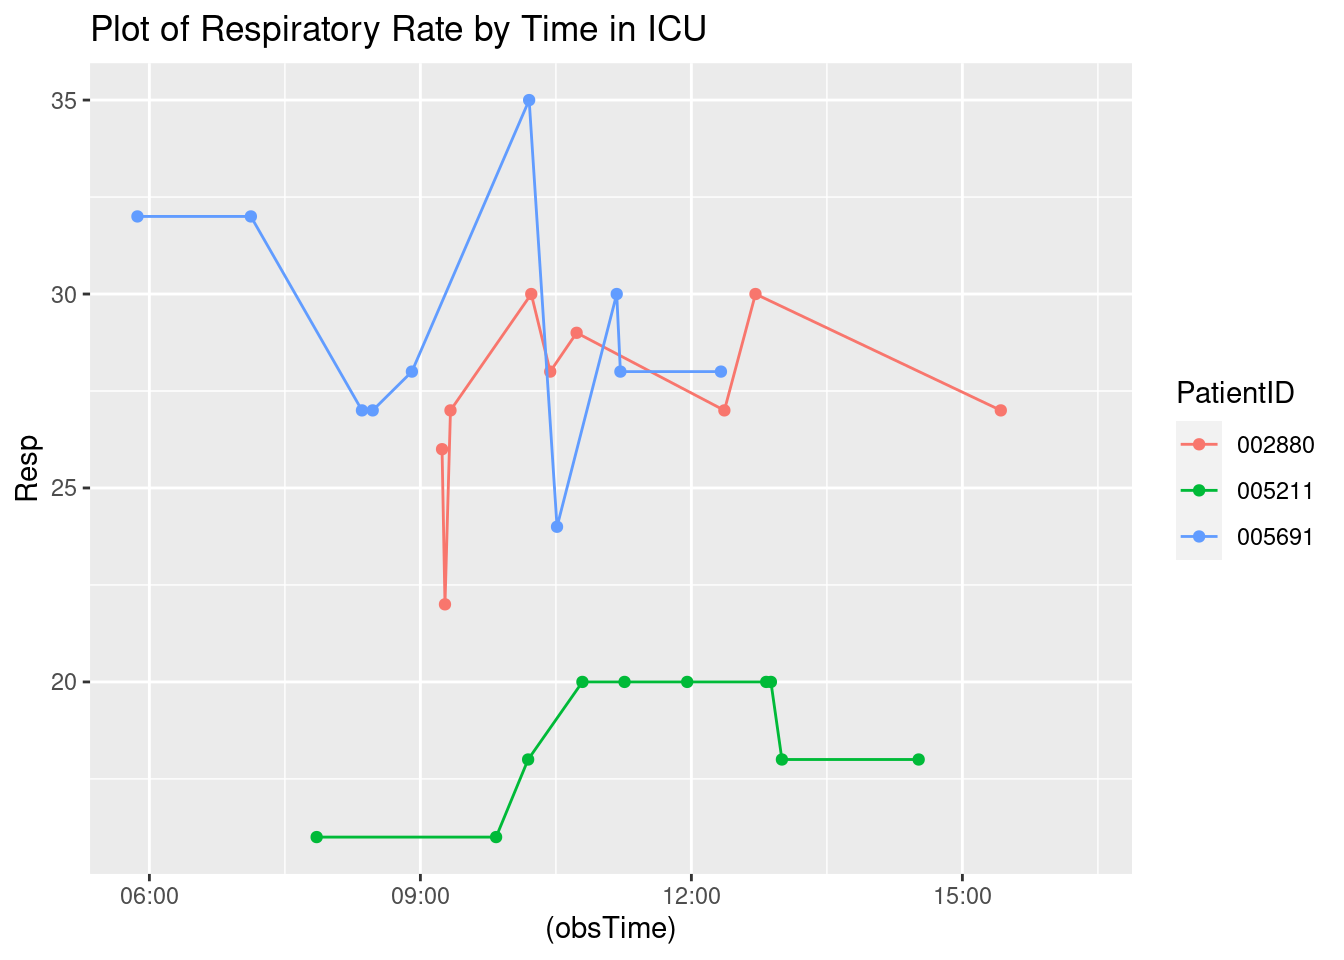 Plot of Respiratory Rate by Time in ICU
35
30
25
20
Resp
06:00
09:00
12:00
15:00
(obsTime)
PatientID
002880
005211
005691